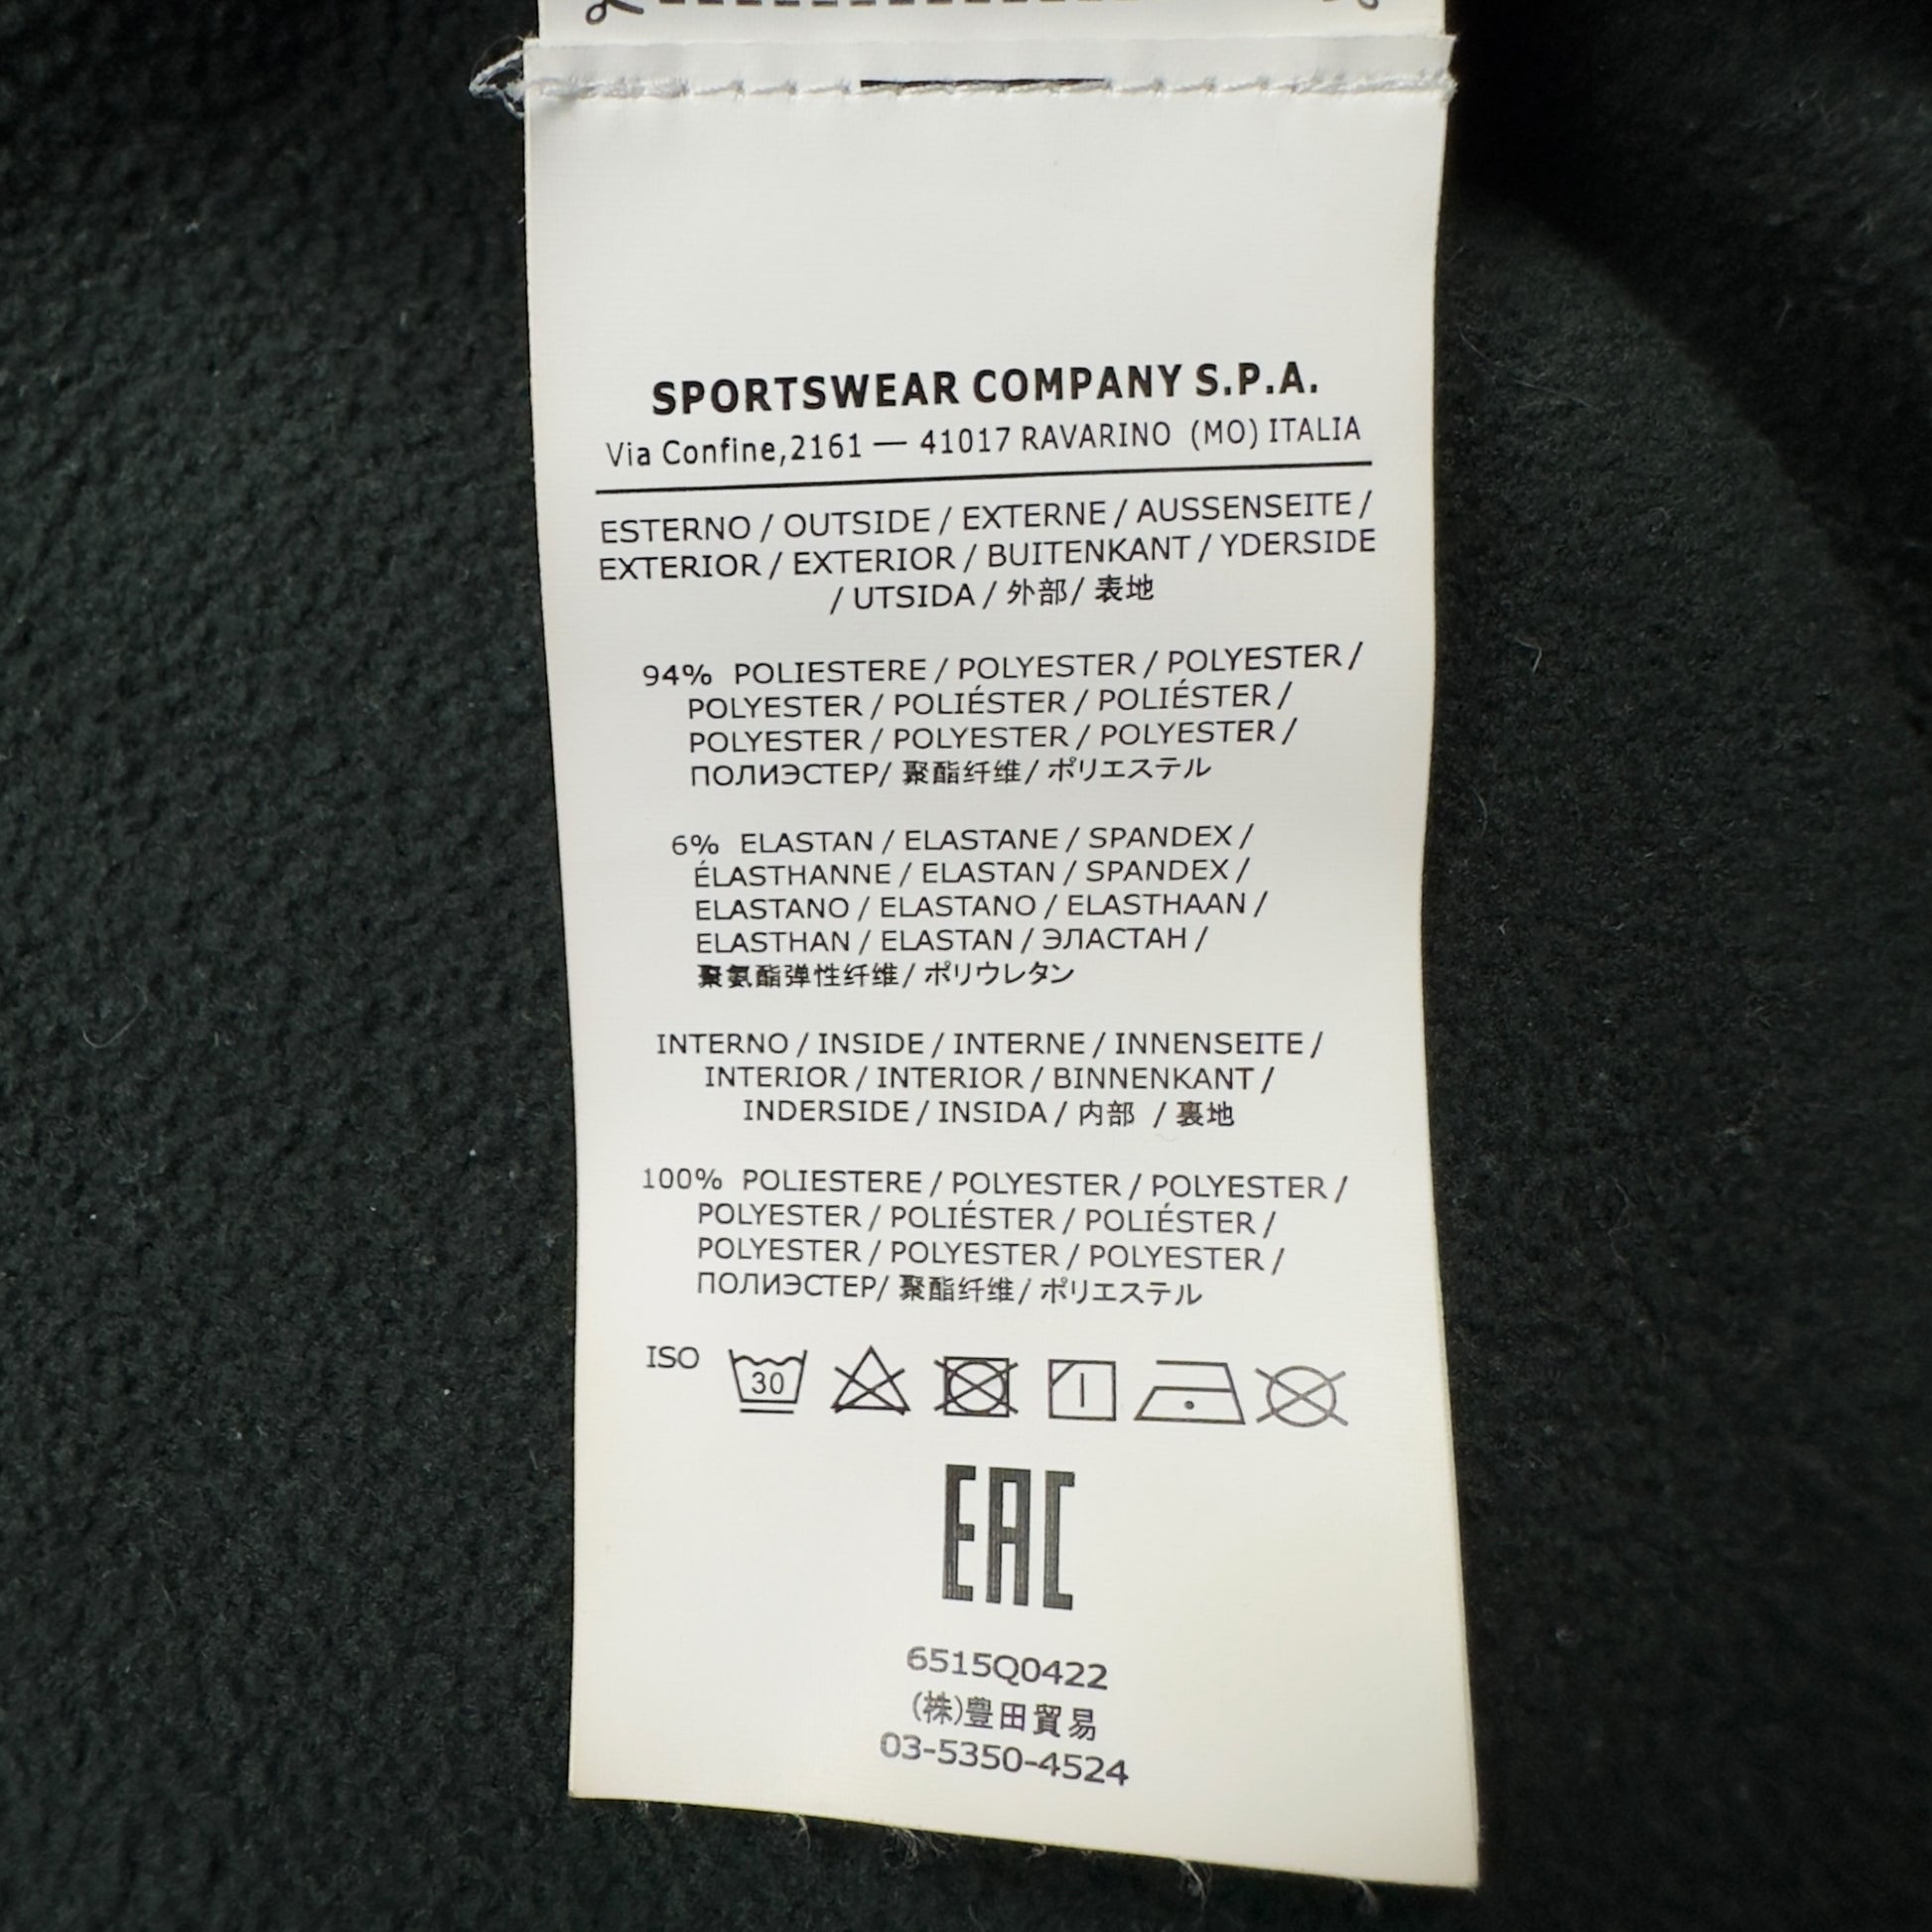 SPORTSWEAR COMPANY S.P.A.
Via Confine,2161 — 41017 RAVARINO (MO) ITALIA
ESTERNO / OUTSIDE / EXTERNE / AUSSENSEITE /
EXTERIOR / EXTERIOR / BUITENKANT / YDERSIDE
/ UTSIDA / 外部/ 表地
94% POLIESTERE / POLYESTER / POLYESTER /
POLYESTER / POLIÉSTER / POLIÉSTER /
POLYESTER / POLYESTER / POLYESTER /
ПОЛИЭСТЕР/ 聚酯纤维/ ポリエステル
6% ELASTAN / ELASTANE / SPANDEX /
ÉLASTHANNE / ELASTAN / SPANDEX /
ELASTANO / ELASTANO / ELASTHAAN /
ELASTHAN / ELASTAN / ЭЛАСТАН /
聚氨酯弹性纤维/ ポリウレタン
INTERNO / INSIDE / INTERNE / INNENSEITE /
INTERIOR / INTERIOR / BINNENKANT /
INDERSIDE / INSIDA / 内部 / 裏地
100% POLIESTERE / POLYESTER / POLYESTER /
POLYESTER / POLIÉSTER / POLIÉSTER /
POLYESTER / POLYESTER / POLYESTER /
ПОЛИЭСТЕР/ 聚酯纤维/ ポリエステル
ISO 30
EAC
6515Q0422
(株)豊田貿易
03-5350-4524